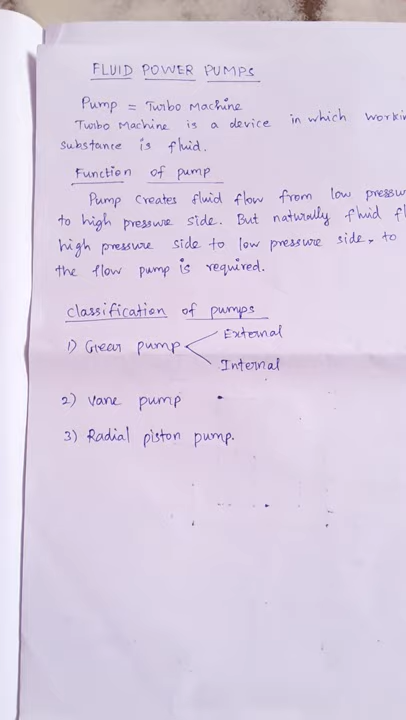 FLUID POWER PUMPS
Pump = Turbo Machine
Turbo Machine is a device in which
substance is fluid.
Function of pump
Pump Creates fluid flow from low
to high pressure side. But naturally fluid
high pressure side to low pressure side, to
the flow pump is required.
Classification of pumps
1) Gear pump
External
Internal
2) Vane pump
3) Radial piston pump.